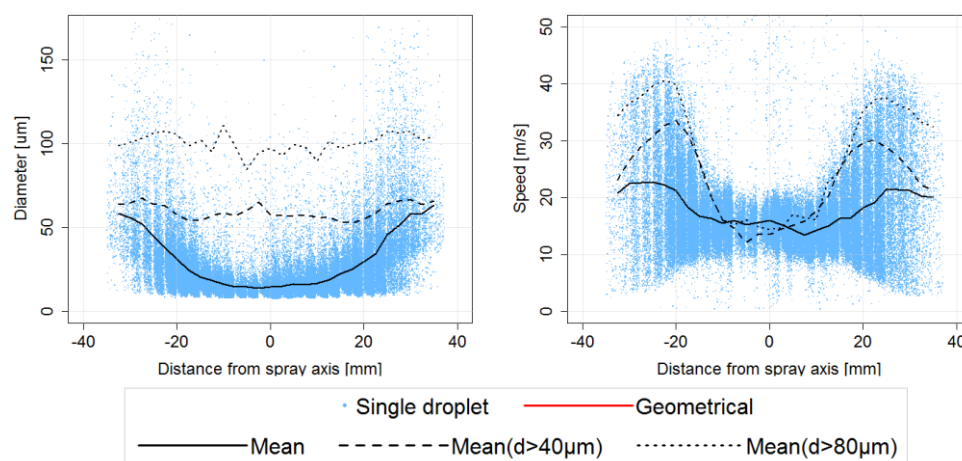 Diameter [um]
150
100
50
0
-40 -20 0 20 40
Distance from spray axis [mm]
Speed [m/s]
50
40
30
20
10
0
-40 -20 0 20 40
Distance from spray axis [mm]
Single droplet Geometrical
Mean Mean(d>40µm) Mean(d>80µm)